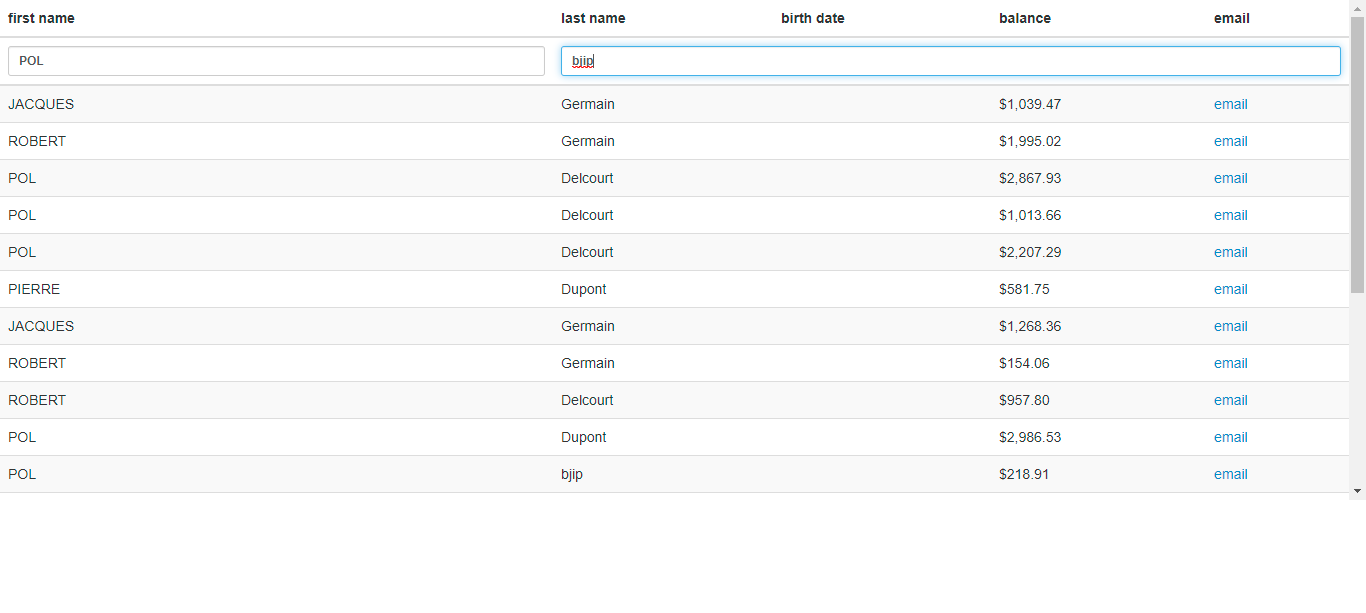 first name last name birth date balance email
POL bjip
JACQUES Germain $1,039.47 email
ROBERT Germain $1,995.02 email
POL Delcourt $2,867.93 email
POL Delcourt $1,013.66 email
POL Delcourt $2,207.29 email
PIERRE Dupont $581.75 email
JACQUES Germain $1,268.36 email
ROBERT Germain $154.06 email
ROBERT Delcourt $957.80 email
POL Dupont $2,986.53 email
POL bjip $218.91 email